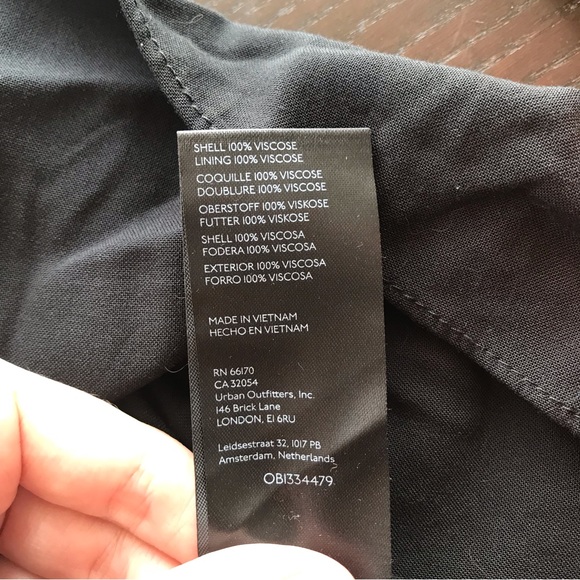 SHELL 100% VISCOSE
LINING 100% VISCOSE
COQUILLE 100% VISCOSE
DOUBLURE 100% VISCOSE
OBERSTOFF 100% VISKOSE
FUTTER 100% VISKOSE
SHELL 100% VISCOSA
FODERA 100% VISCOSA
EXTERIOR 100% VISCOSA
FORRO 100% VISCOSA
MADE IN VIETNAM
HECHO EN VIETNAM
RN 66170
CA 32054
Urban Outfitters, Inc.
146 Brick Lane
LONDON, E1 6RU
Leidsestraat 32, 1017 PB
Amsterdam, Netherlands
OB1334479